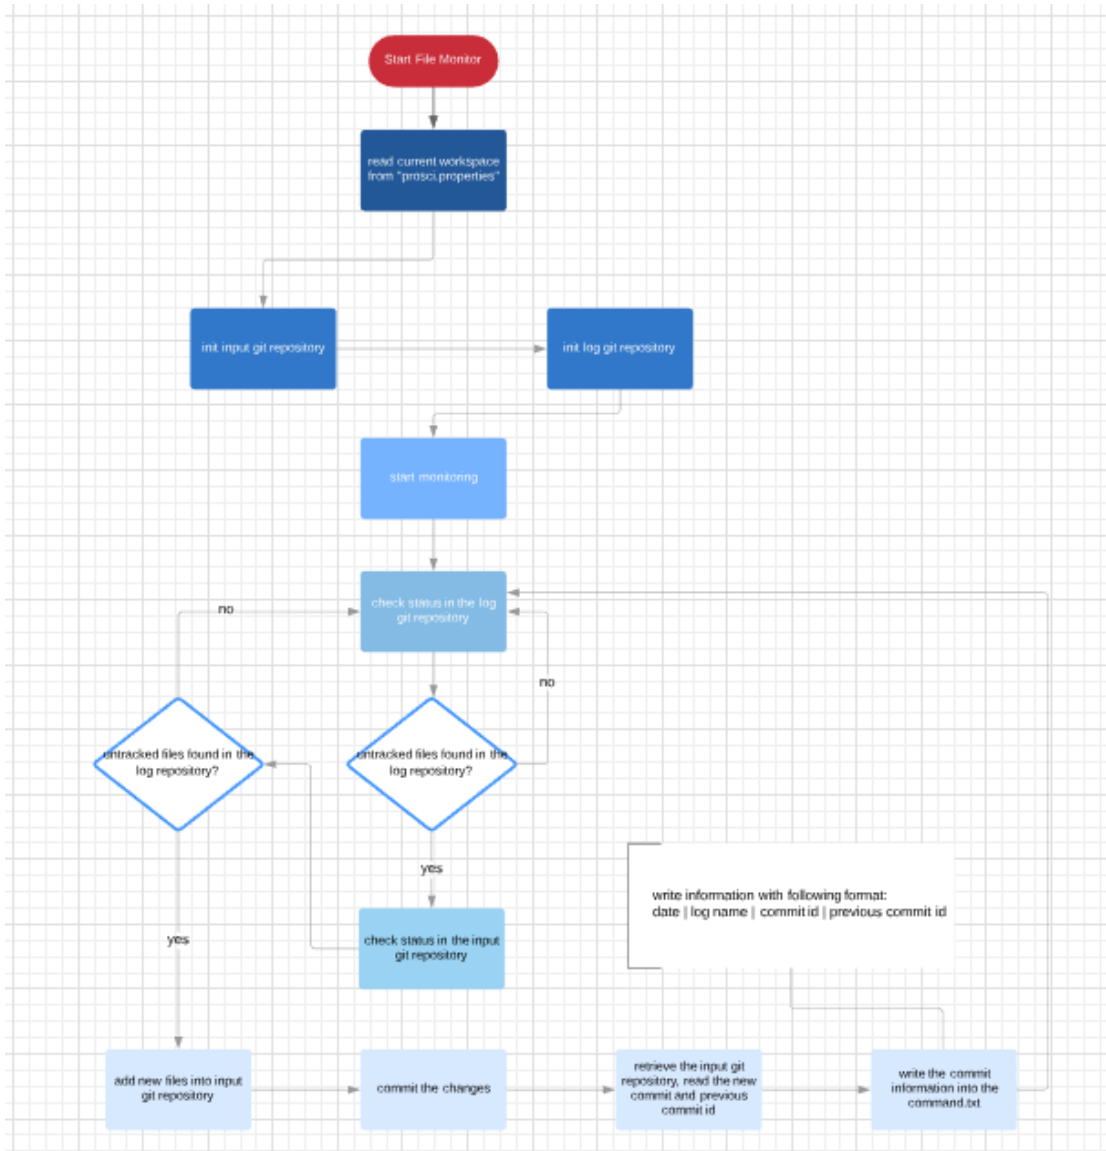 Start File Monitor
read current workspace
from "prosci.properties"
init input git repository
init log git repository
start monitoring
check status in the log
git repository
no
no
untracked files found in the
log repository?
untracked files found in the
log repository?
yes
write information with following format:
date | log name | commit id | previous commit id
yes
check status in the input
git repository
add new files into input
git repository
commit the changes
retrieve the input git
repository, read the new
commit and previous
commit id
write the commit
information into the
command.txt